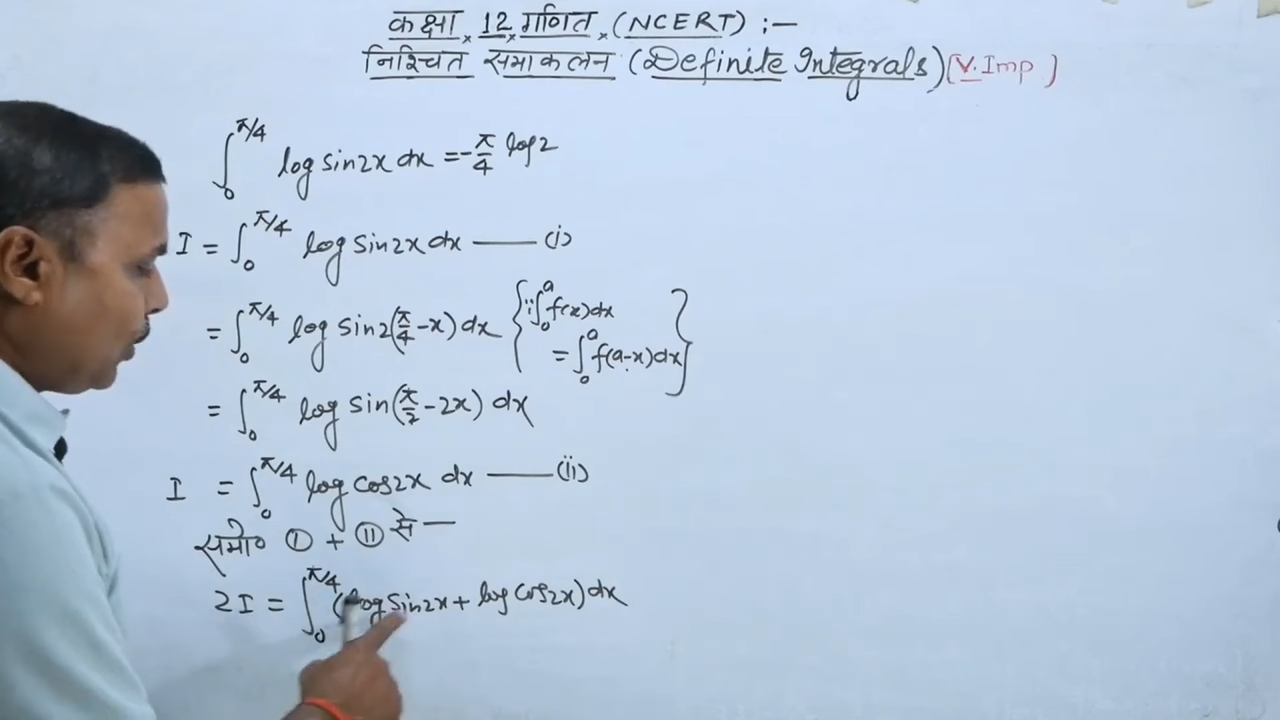 कक्षा × 12 × गणित × (NCERT) :—
निश्चित समाकलन (Definite Integrals) [V. Imp]
∫₀^{π/4} log sin2x dx = -π/4 log2
I = ∫₀^{π/4} log sin2x dx —— (i)
= ∫₀^{π/4} log sin2(π/4 - x) dx {∵ ∫₀^a f(x)dx
= ∫₀^a f(a-x)dx}
= ∫₀^{π/4} log sin(π/2 - 2x) dx
I = ∫₀^{π/4} log cos2x dx —— (ii)
समी० ① + ⑪ से —
2I = ∫₀^{π/4} (log sin2x + log cos2x) dx